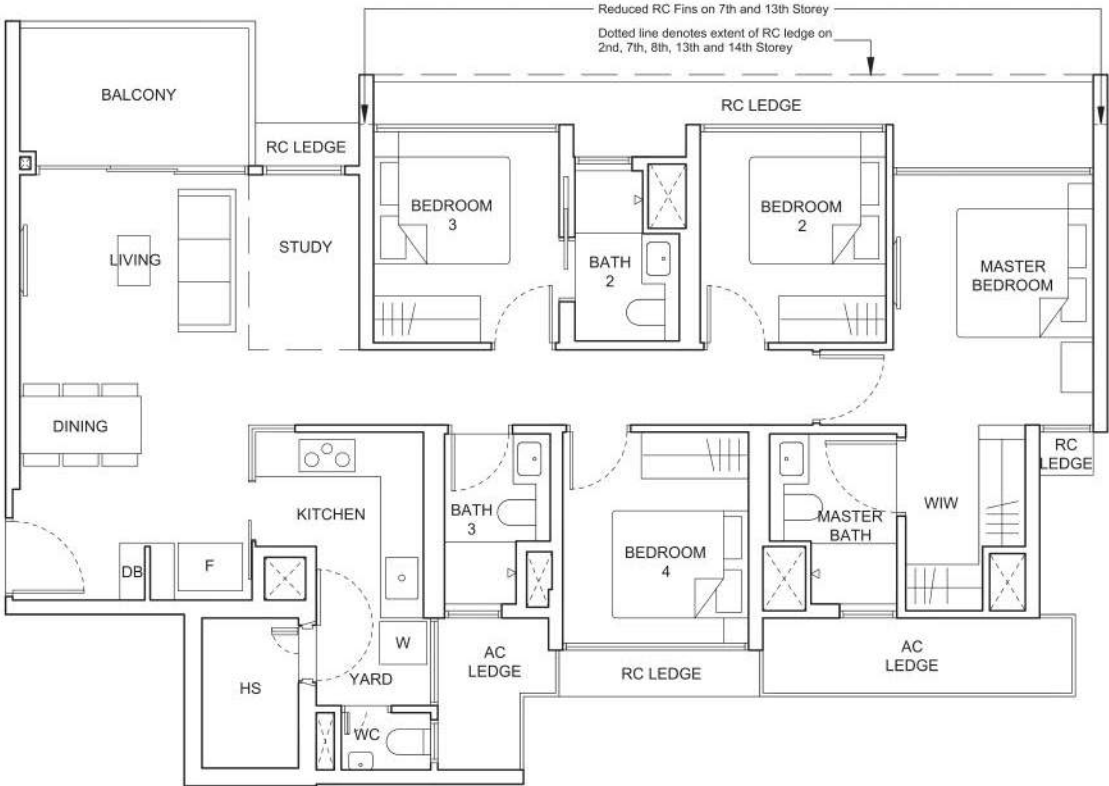 Reduced RC Fins on 7th and 13th Storey
Dotted line denotes extent of RC ledge on
2nd, 7th, 8th, 13th and 14th Storey
BALCONY
RC LEDGE
RC LEDGE
LIVING
STUDY
BEDROOM
3
BATH
2
BEDROOM
2
MASTER
BEDROOM
DINING
KITCHEN
BATH
3
BEDROOM
4
MASTER
BATH
WIW
RC
LEDGE
DB
F
W
HS
YARD
WC
AC
LEDGE
RC LEDGE
AC
LEDGE